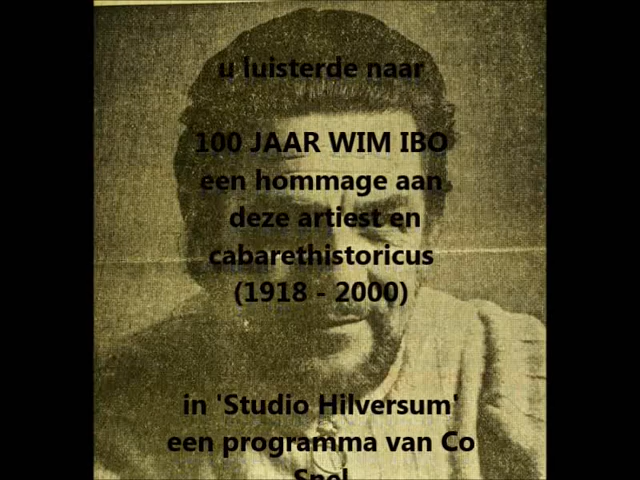 u luisterde naar
100 JAAR WIM IBO
een hommage aan
deze artiest en
cabarethistoricus
(1918 - 2000)
in 'Studio Hilversum'
een programma van Co
Snel